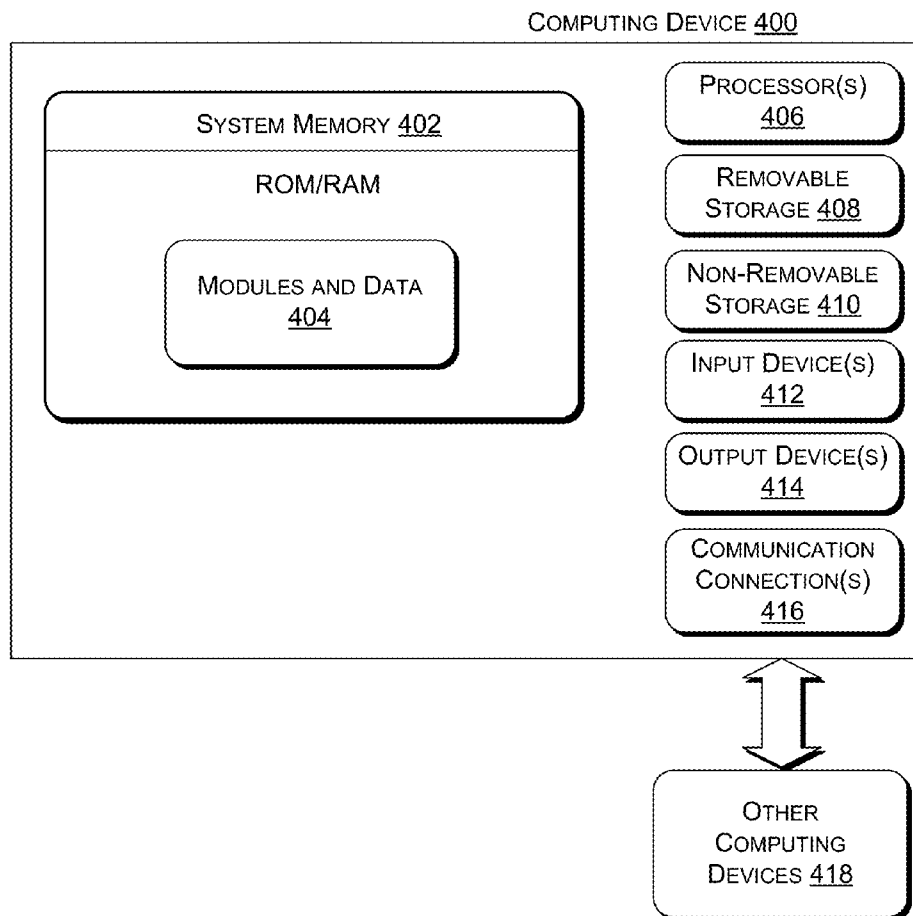 COMPUTING DEVICE 400
SYSTEM MEMORY 402
ROM/RAM
MODULES AND DATA
404
PROCESSOR(S)
406
REMOVABLE
STORAGE 408
NON-REMOVABLE
STORAGE 410
INPUT DEVICE(S)
412
OUTPUT DEVICE(S)
414
COMMUNICATION
CONNECTION(S)
416
OTHER
COMPUTING
DEVICES 418